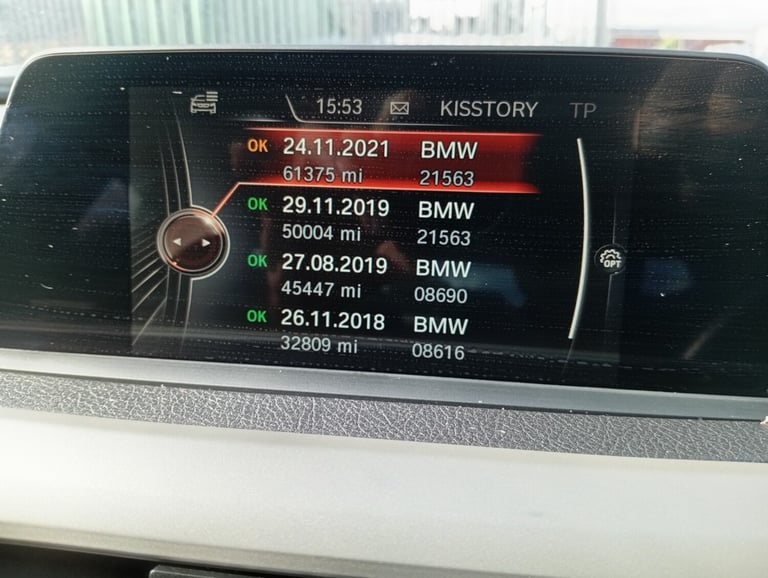 15:53 KISSTORY TP
OK 24.11.2021 BMW
61375 mi 21563
OK 29.11.2019 BMW
50004 mi 21563
OK 27.08.2019 BMW
45447 mi 08690
OK 26.11.2018 BMW
32809 mi 08616
OPT